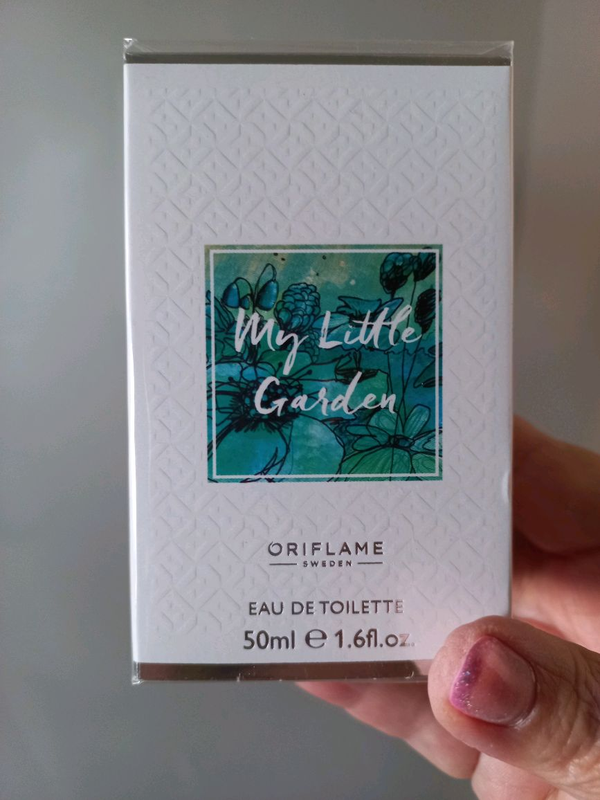 My Little
Garden
ORIFLAME
SWEDEN
EAU DE TOILETTE
50ml ℮ 1.6fl.oz.